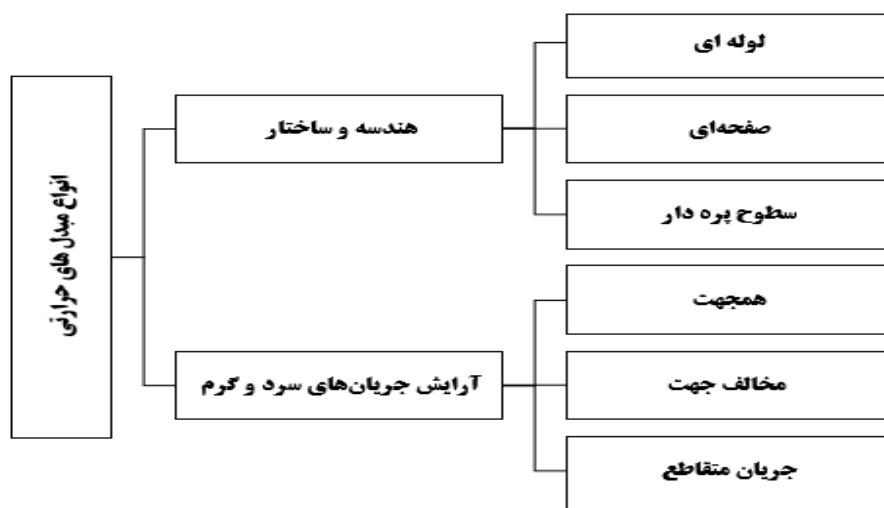 انواع مبدل های حرارتی
هندسه و ساختار
لوله ای
صفحه‌ای
سطوح پره دار
آرایش جریان‌های سرد و گرم
همجهت
مخالف جهت
جریان متقاطع